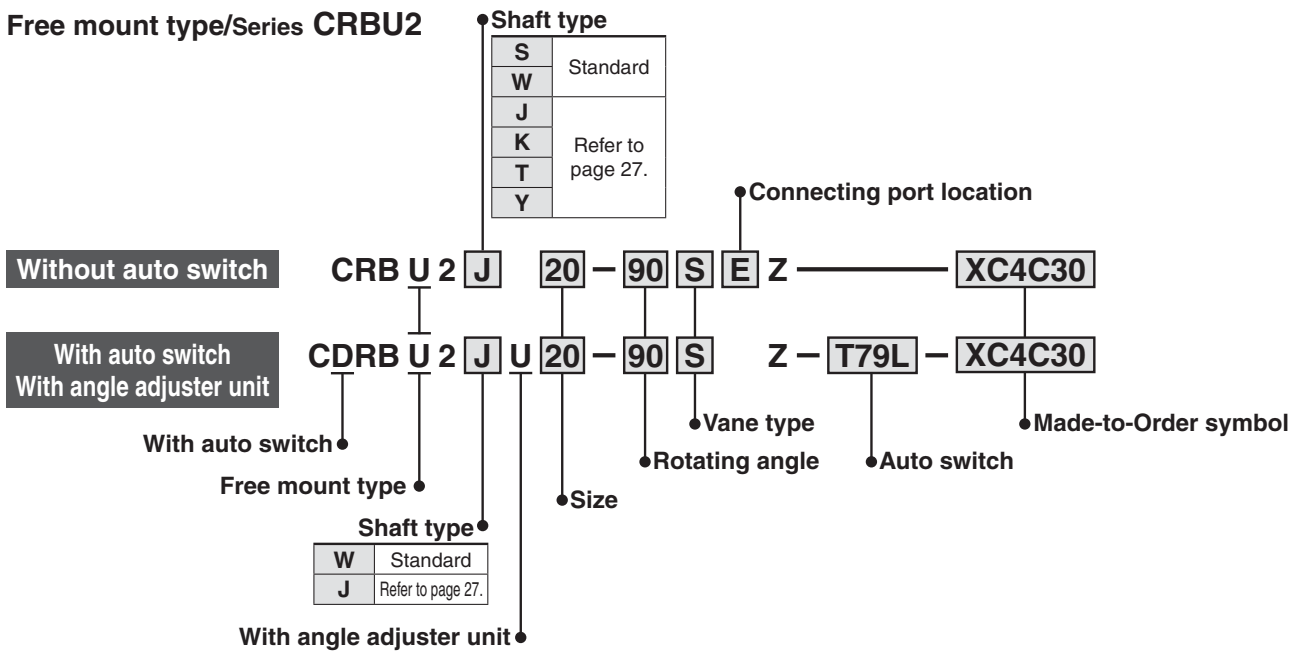 Free mount type/Series CRBU2
Shaft type
S Standard
W
J Refer to page 27.
K
T
Y
Connecting port location
Without auto switch CRB U 2 J 20 – 90 S E Z XC4C30
With auto switch
With angle adjuster unit
CDRB U 2 J U 20 – 90 S Z – T79L – XC4C30
With auto switch
Free mount type
Shaft type
W Standard
J Refer to page 27.
With angle adjuster unit
Size
Rotating angle
Vane type
Auto switch
Made-to-Order symbol